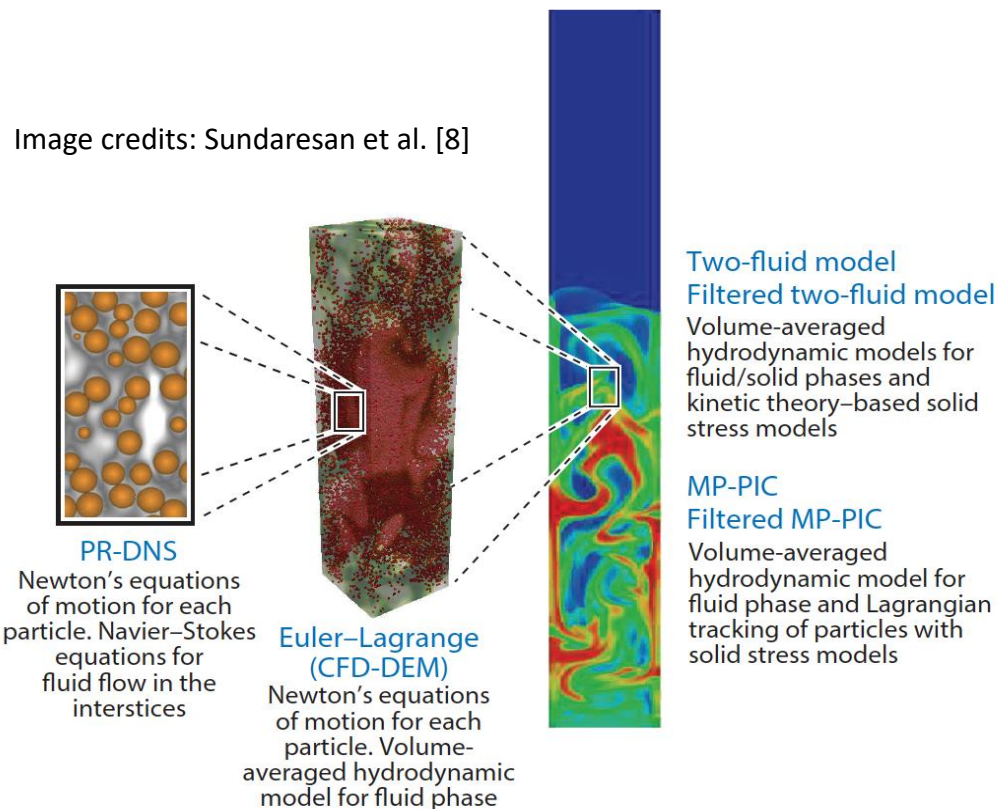 Image credits: Sundaresan et al. [8]
PR-DNS
Newton's equations
of motion for each
particle. Navier–Stokes
equations for
fluid flow in the
interstices
Euler–Lagrange
(CFD-DEM)
Newton's equations
of motion for each
particle. Volume-
averaged hydrodynamic
model for fluid phase
Two-fluid model
Filtered two-fluid model
Volume-averaged
hydrodynamic models for
fluid/solid phases and
kinetic theory–based solid
stress models
MP-PIC
Filtered MP-PIC
Volume-averaged
hydrodynamic model for
fluid phase and Lagrangian
tracking of particles with
solid stress models